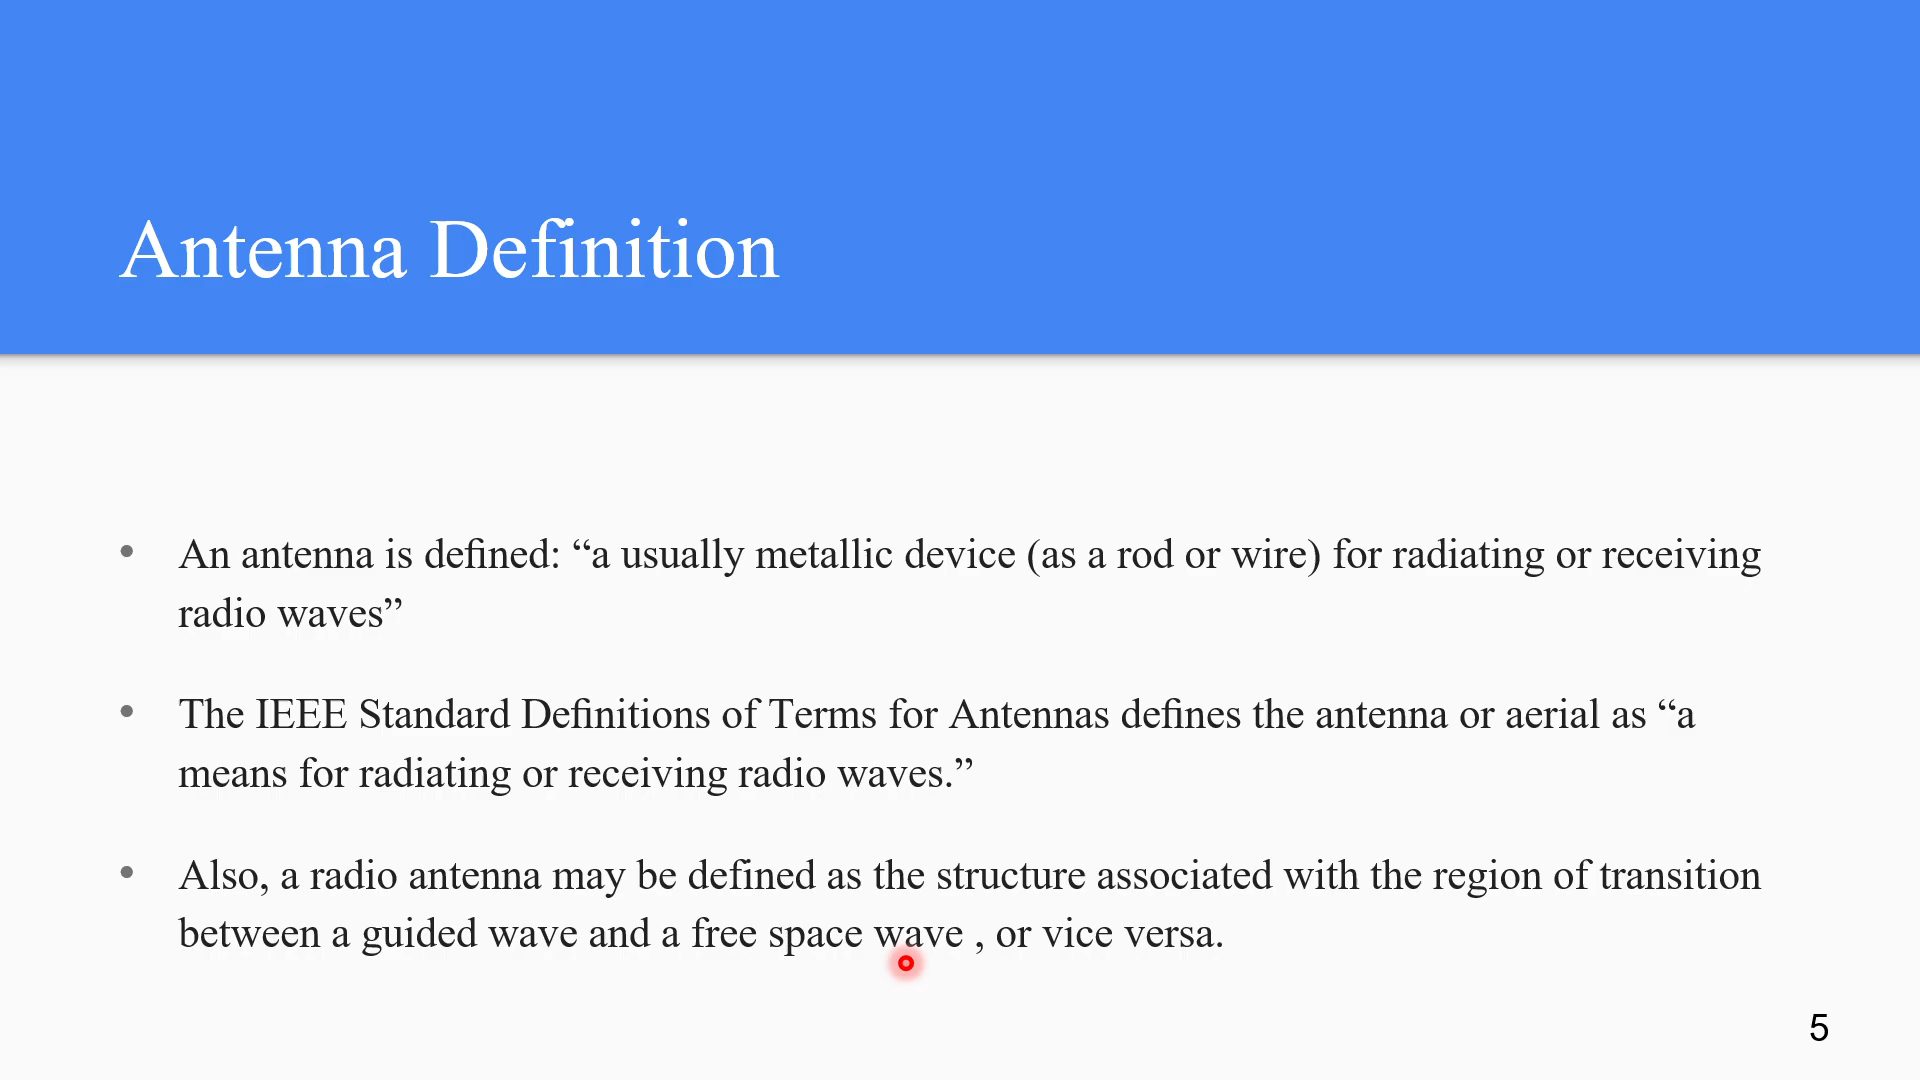 Antenna Definition
• An antenna is defined: “a usually metallic device (as a rod or wire) for radiating or receiving
radio waves”
• The IEEE Standard Definitions of Terms for Antennas defines the antenna or aerial as “a
means for radiating or receiving radio waves.”
• Also, a radio antenna may be defined as the structure associated with the region of transition
between a guided wave and a free space wave , or vice versa.
5